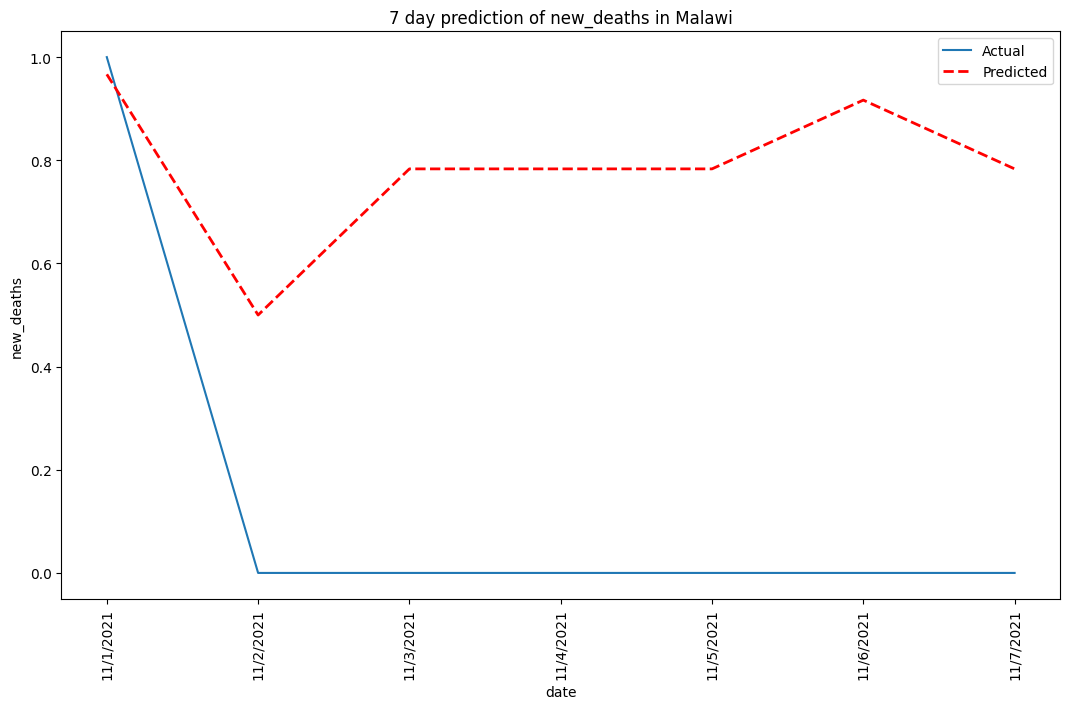 7 day prediction of new_deaths in Malawi
Actual
Predicted
new_deaths
1.0
0.8
0.6
0.4
0.2
0.0
11/1/2021
11/2/2021
11/3/2021
11/4/2021
11/5/2021
11/6/2021
11/7/2021
date